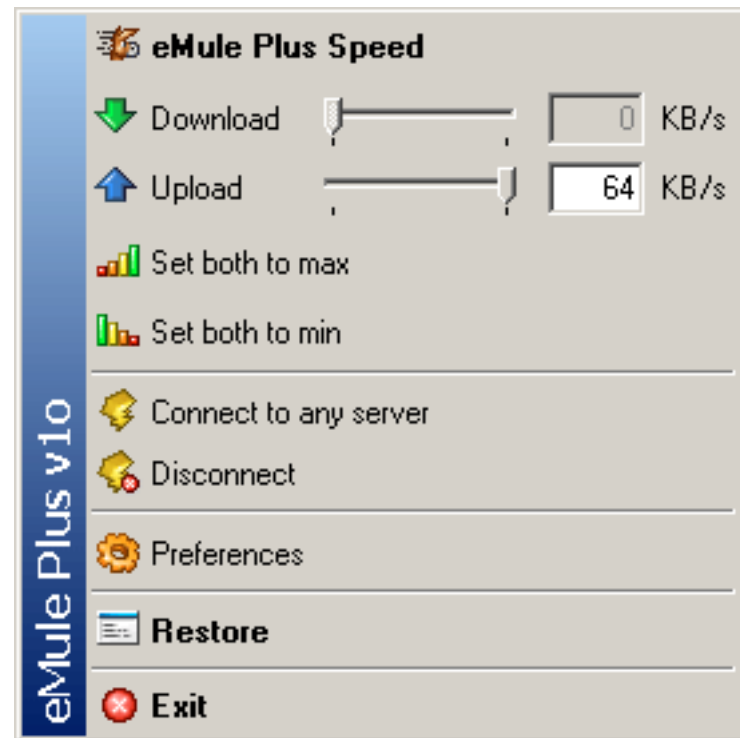 eMule Plus Speed
Download 0 KB/s
Upload 64 KB/s
Set both to max
Set both to min
Connect to any server
Disconnect
Preferences
Restore
Exit
eMule Plus v1o